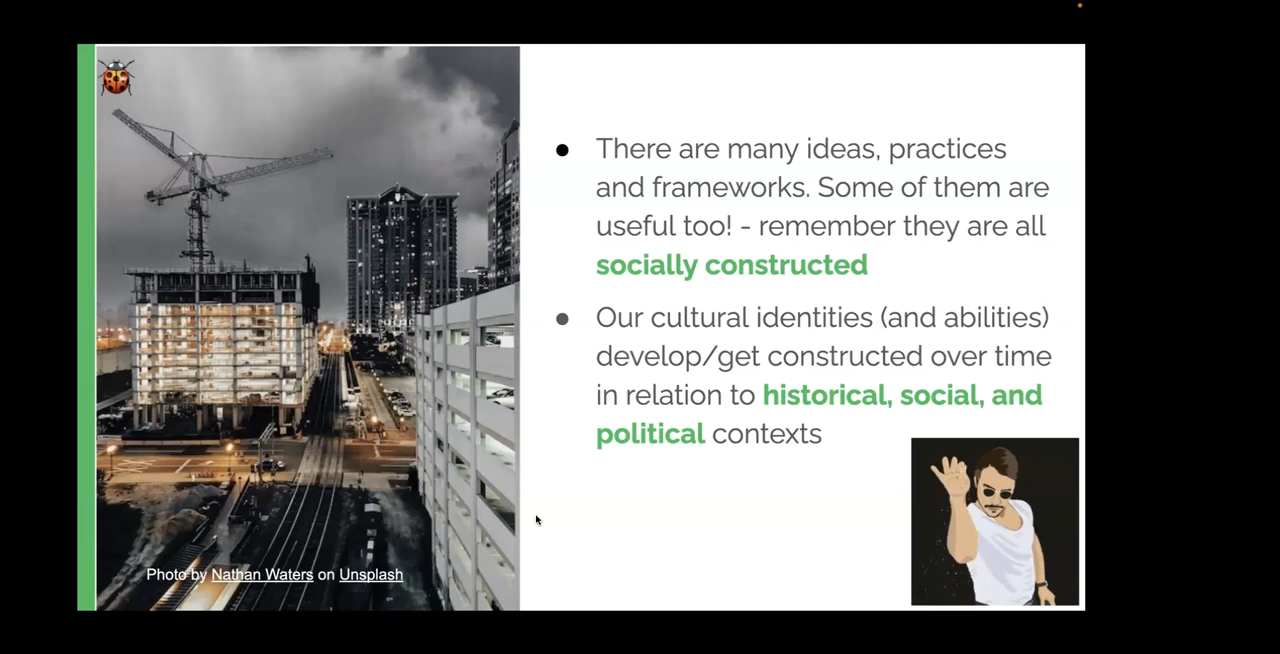 There are many ideas, practices
and frameworks. Some of them are
useful too! - remember they are all
socially constructed
Our cultural identities (and abilities)
develop/get constructed over time
in relation to historical, social, and
political contexts
Photo by Nathan Waters on Unsplash